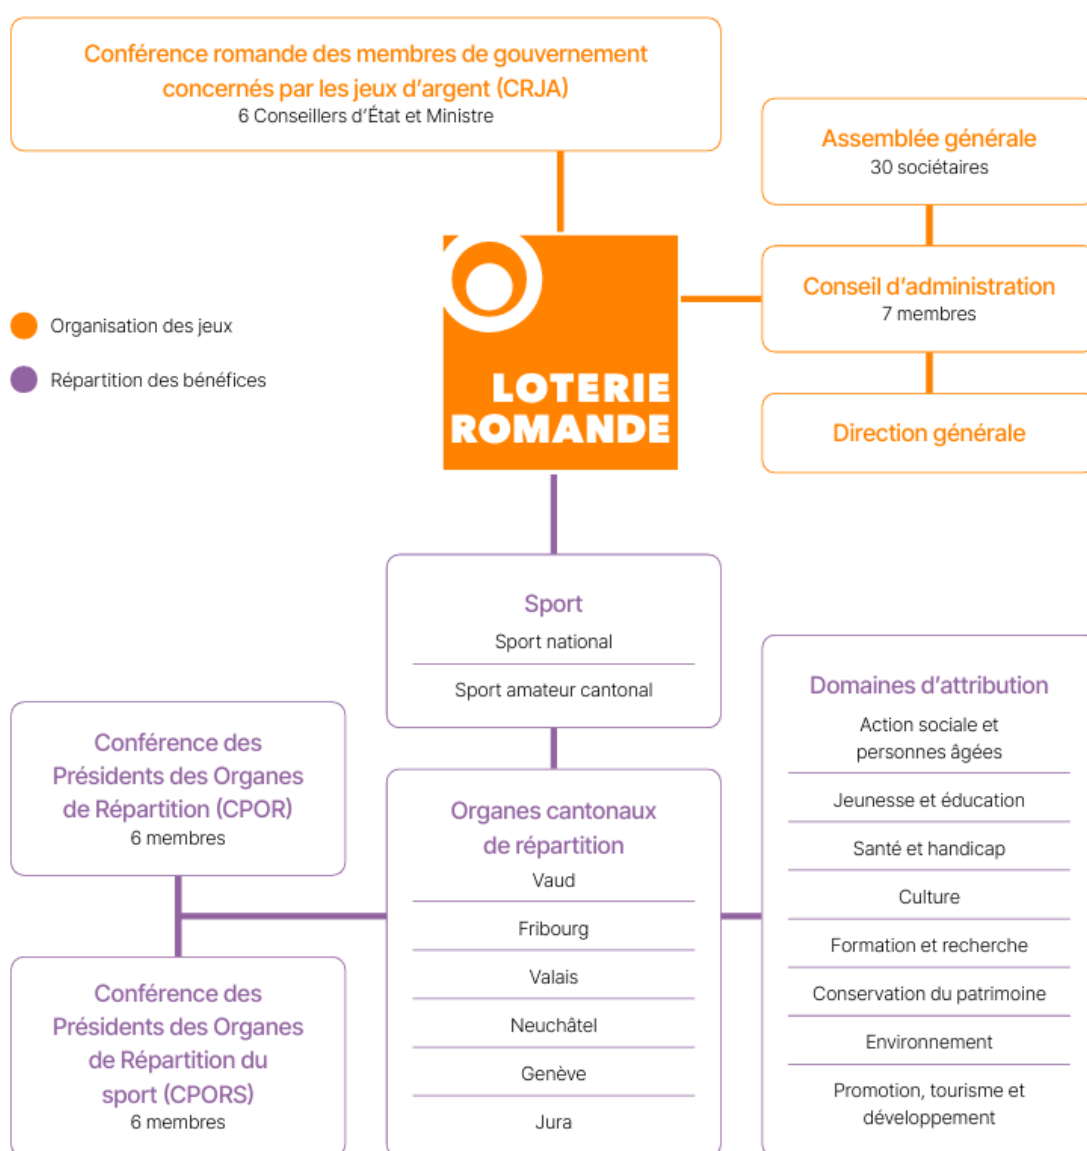 Conférence romande des membres de gouvernement
concernés par les jeux d'argent (CRJA)
6 Conseillers d'État et Ministre
Assemblée générale
30 sociétaires
Conseil d'administration
7 membres
Direction générale
Organisation des jeux
Répartition des bénéfices
LOTERIE
ROMANDE
Sport
Sport national
Sport amateur cantonal
Conférence des
Présidents des Organes
de Répartition (CPOR)
6 membres
Conférence des
Présidents des Organes
de Répartition du
sport (CPORS)
6 membres
Organes cantonaux
de répartition
Vaud
Fribourg
Valais
Neuchâtel
Genève
Jura
Domaines d'attribution
Action sociale et
personnes âgées
Jeunesse et éducation
Santé et handicap
Culture
Formation et recherche
Conservation du patrimoine
Environnement
Promotion, tourisme et
développement